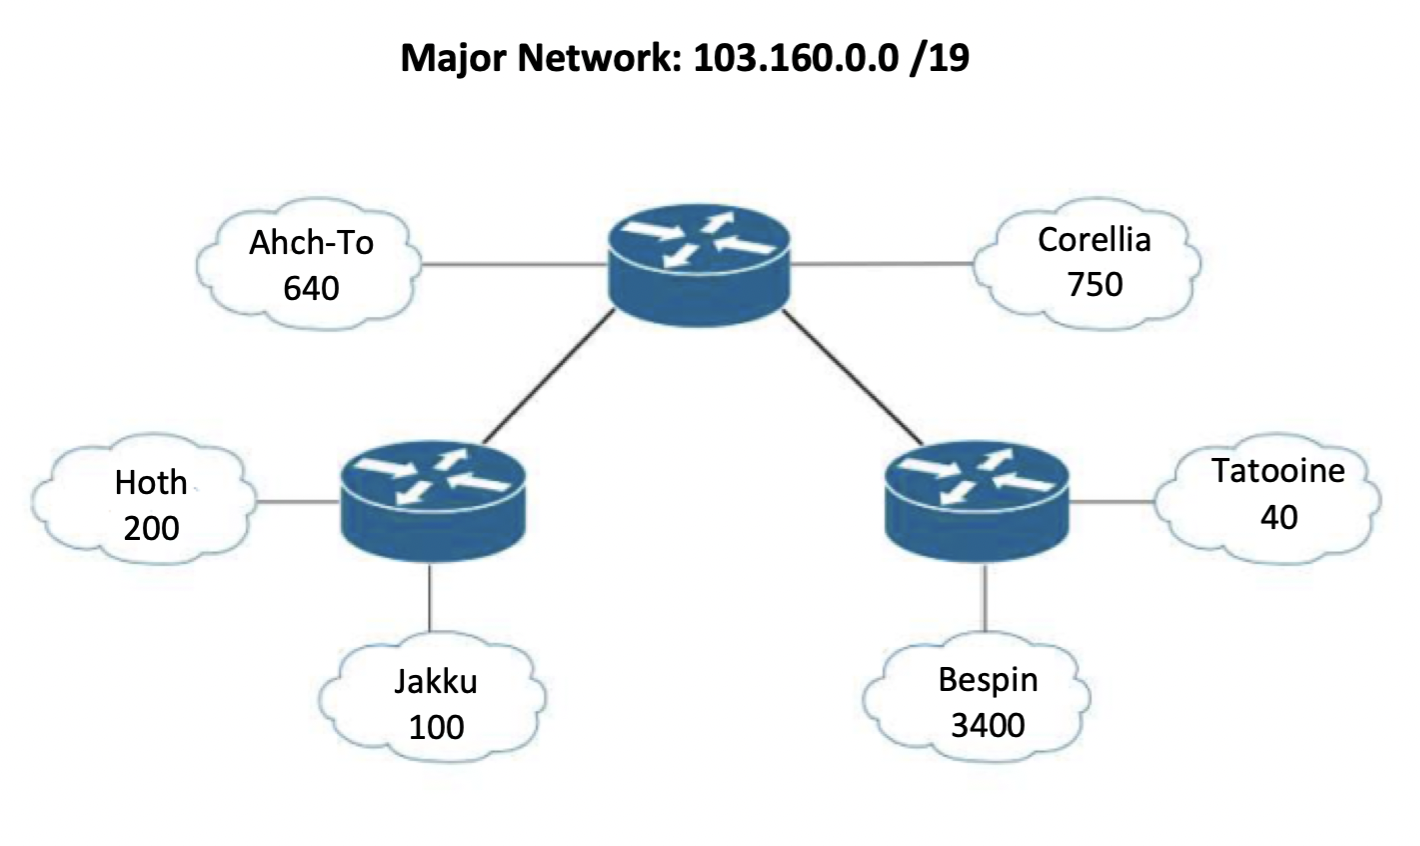 Major Network: 103.160.0.0 /19
Ahch-To
640
Corellia
750
Hoth
200
Tatooine
40
Jakku
100
Bespin
3400